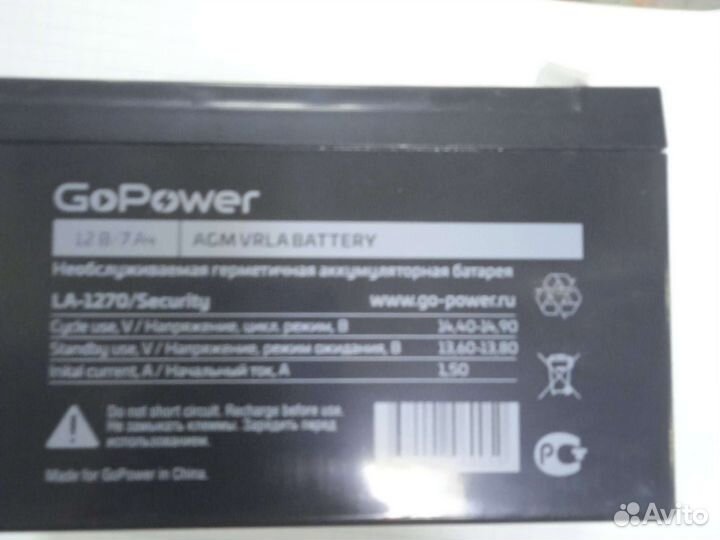 GoPower
12 В/7 Ач AGM VRLA BATTERY
Необслуживаемая герметичная аккумуляторная батарея
LA-1270/Security www.go-power.ru
Cycle use, V / Напряжение, цикл. режим, В 14,40-14,90
Standby use, V / Напряжение, режим ожидания, В 13,60-13,80
Inital current, A / Начальный ток, А 1,50
Do not short circuit. Recharge before use.
Не замыкать клеммы. Зарядить перед
использованием.
Made for GoPower in China.
Avito